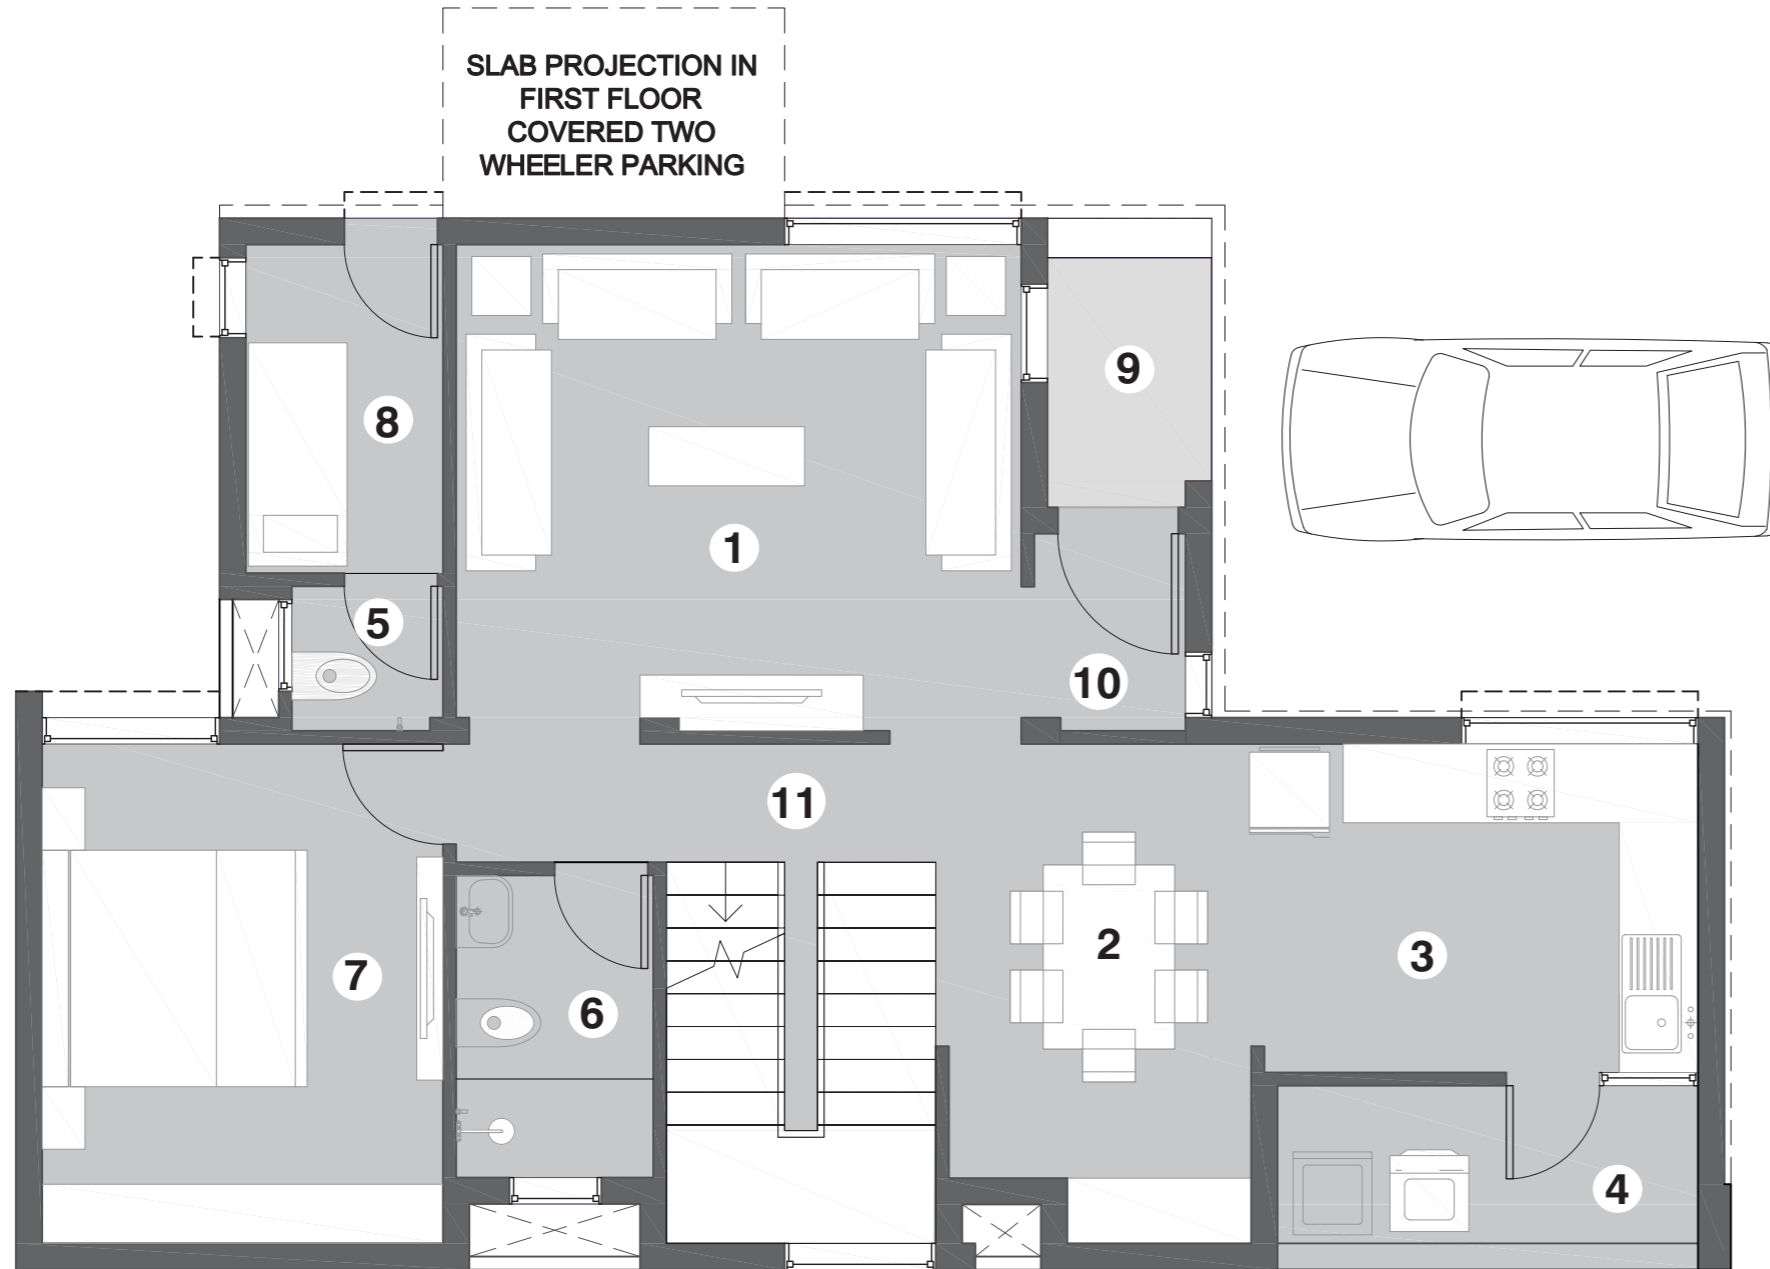 SLAB PROJECTION IN
FIRST FLOOR
COVERED TWO
WHEELER PARKING
9
8
1
5
10
11
2
3
7
6
4